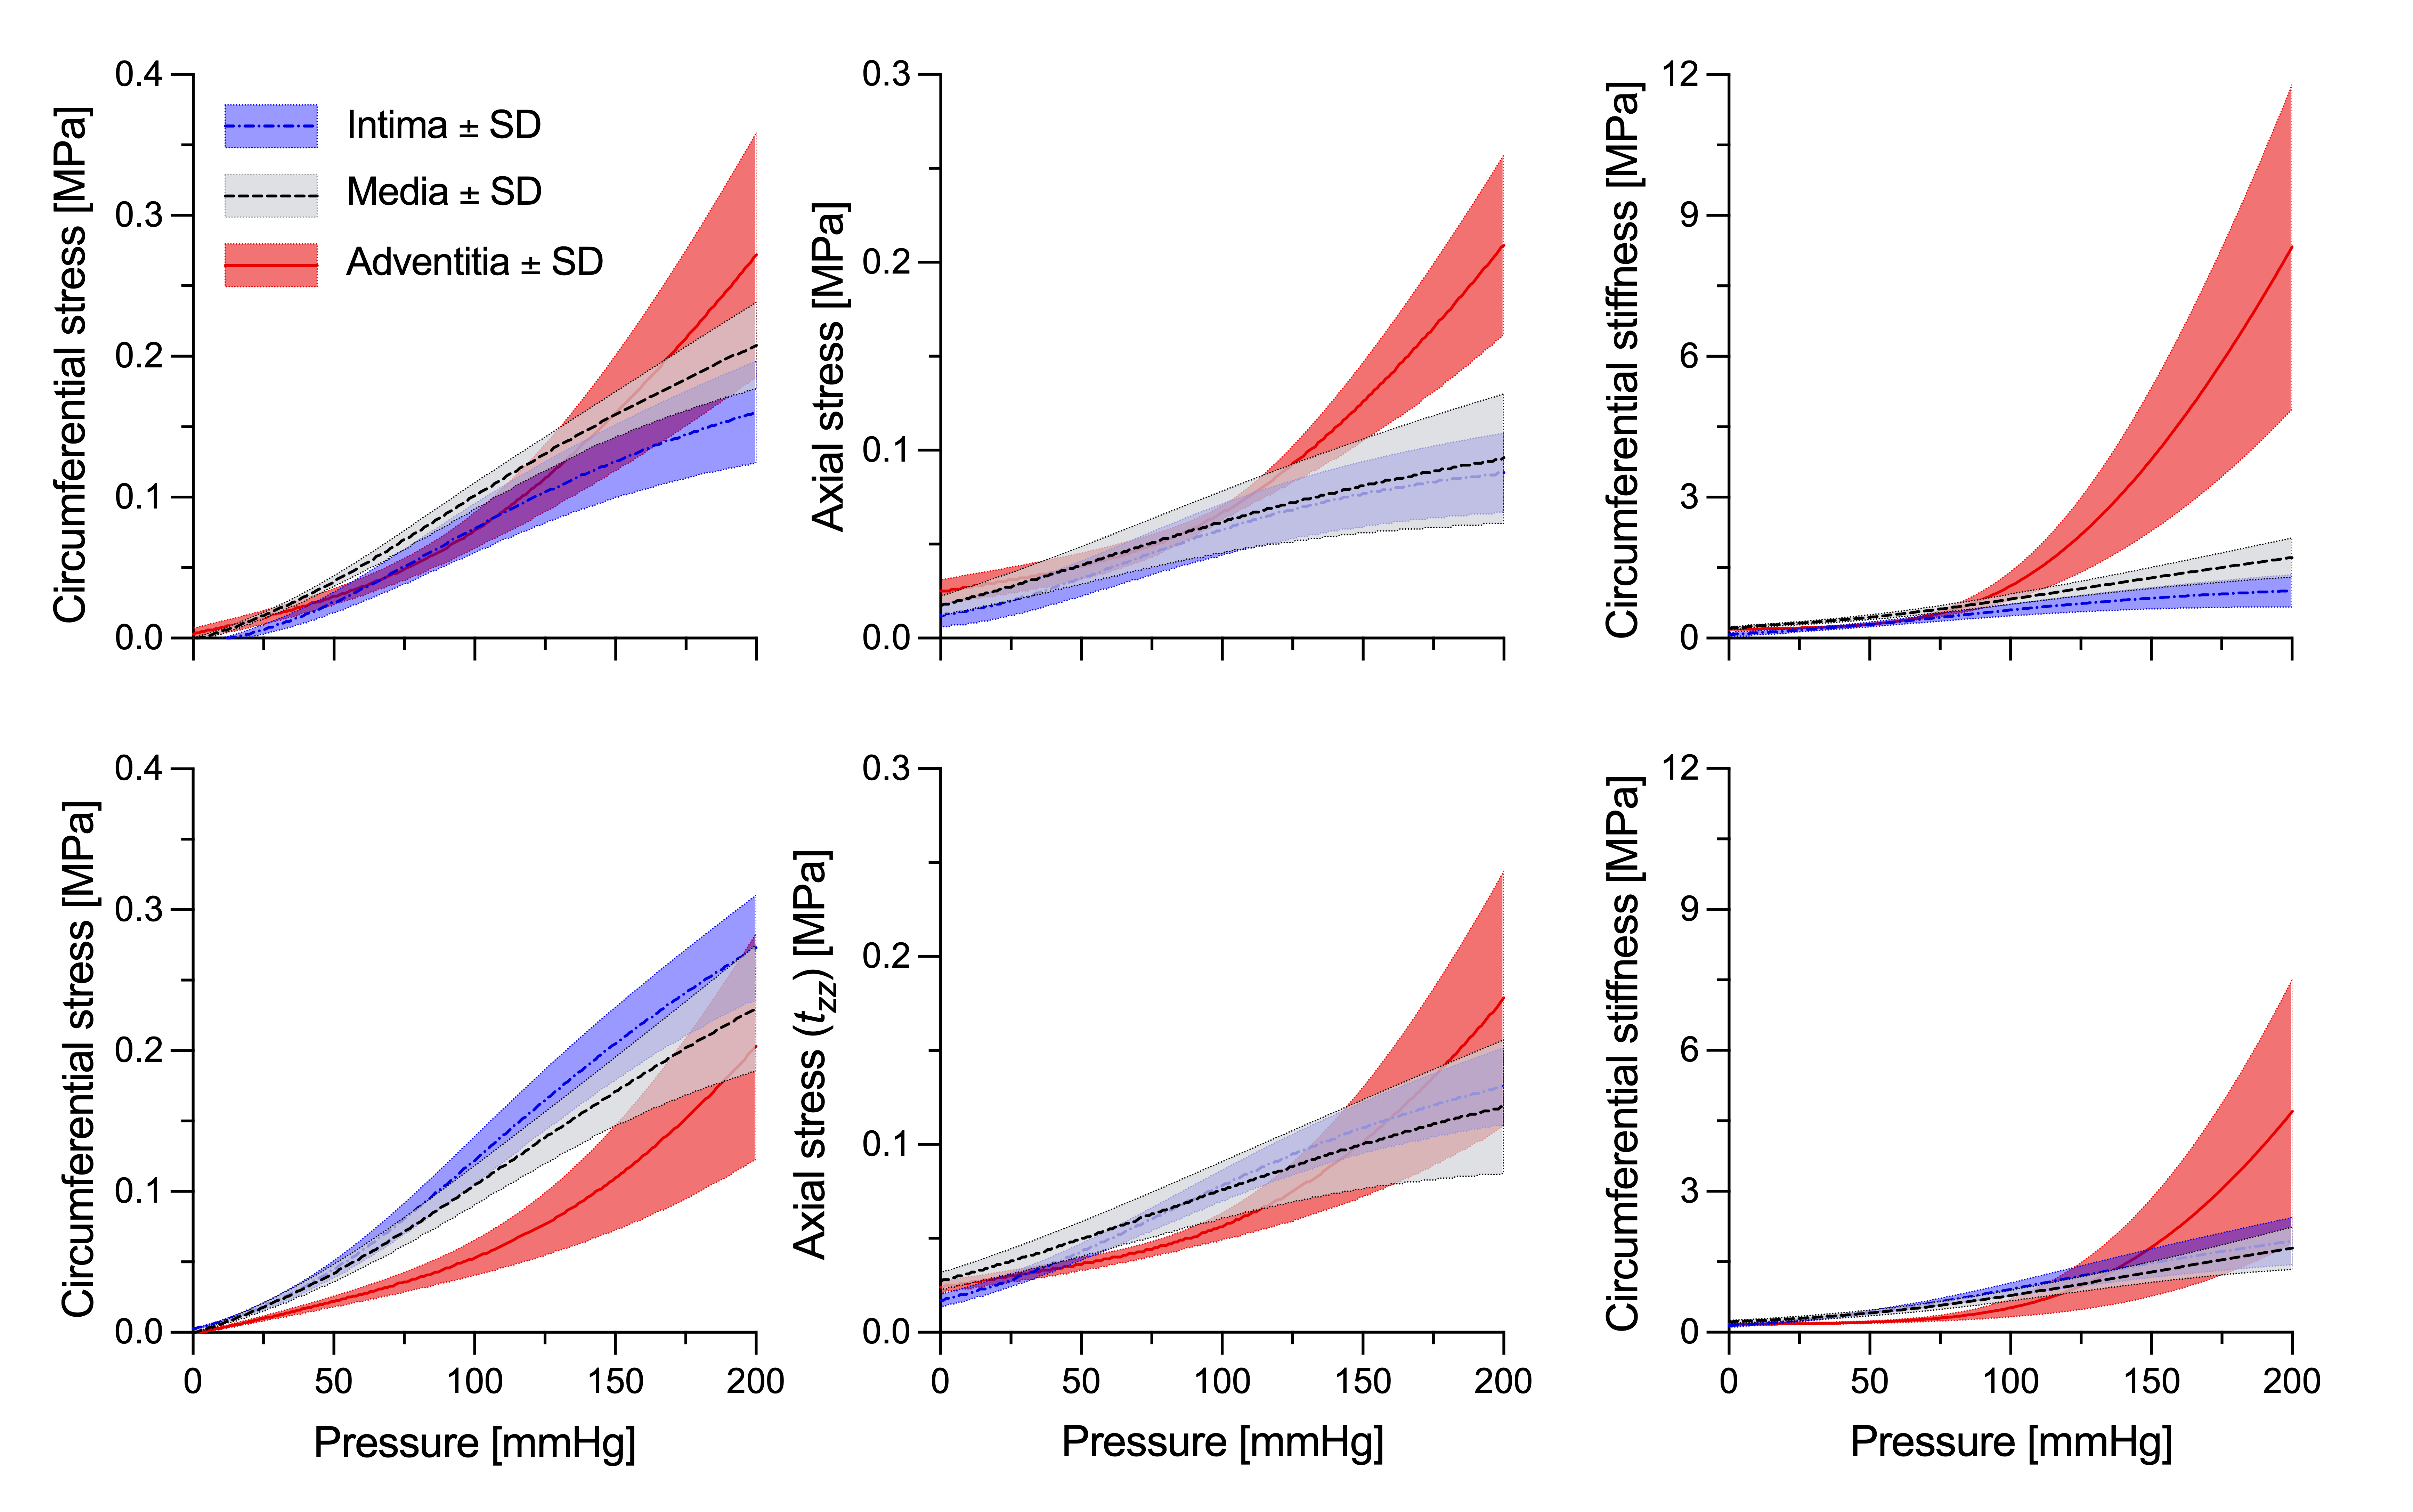 Circumferential stress [MPa]
0.4
0.3
0.2
0.1
0.0
Intima ± SD
Media ± SD
Adventitia ± SD
Axial stress [MPa]
0.3
0.2
0.1
0.0
Circumferential stiffness [MPa]
12
9
6
3
0
Circumferential stress [MPa]
0.4
0.3
0.2
0.1
0.0
0 50 100 150 200
Pressure [mmHg]
Axial stress (tzz) [MPa]
0.3
0.2
0.1
0.0
0 50 100 150 200
Pressure [mmHg]
Circumferential stiffness [MPa]
12
9
6
3
0
0 50 100 150 200
Pressure [mmHg]